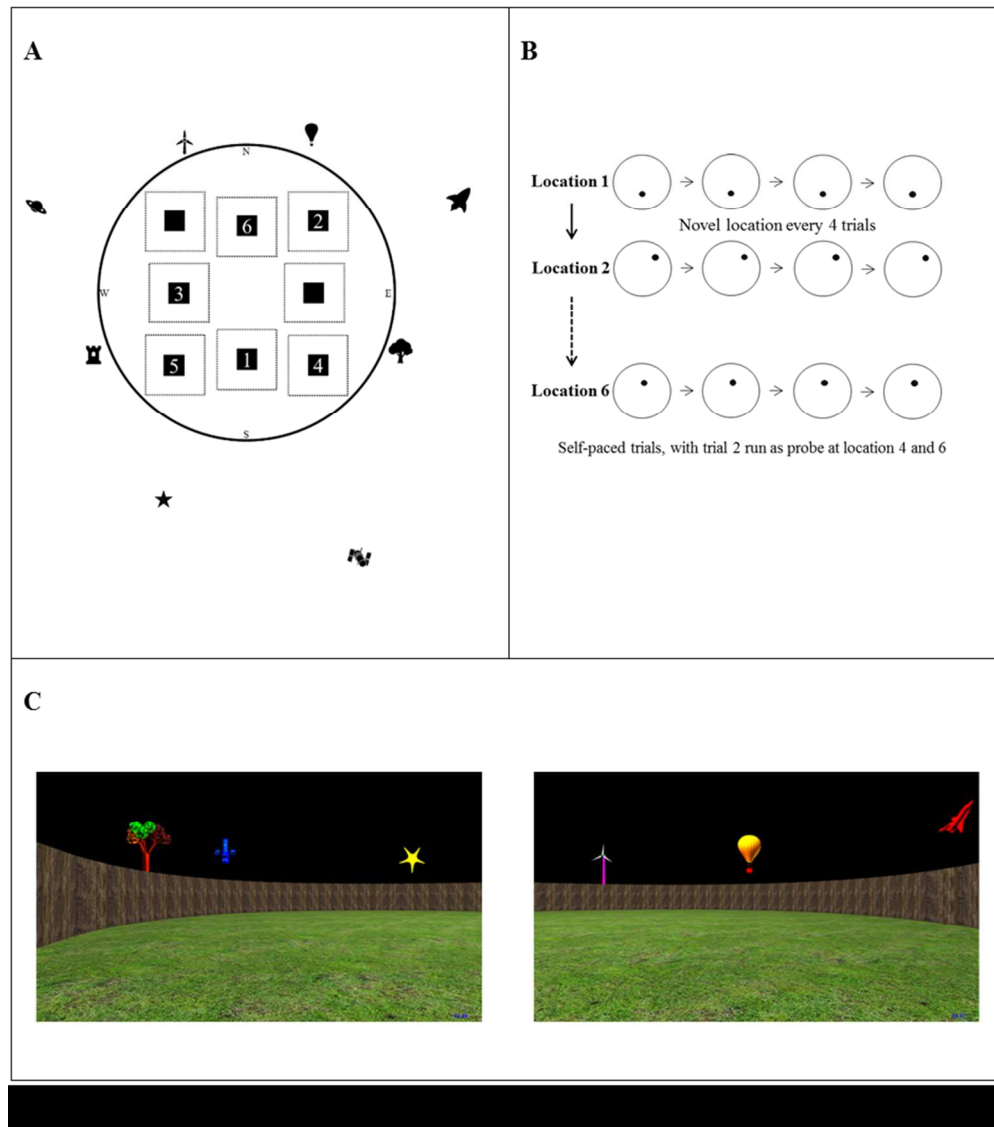 A
N
6
2
W
3
E
5
1
4
S
B
Location 1
Novel location every 4 trials
Location 2
Location 6
Self-paced trials, with trial 2 run as probe at location 4 and 6
C